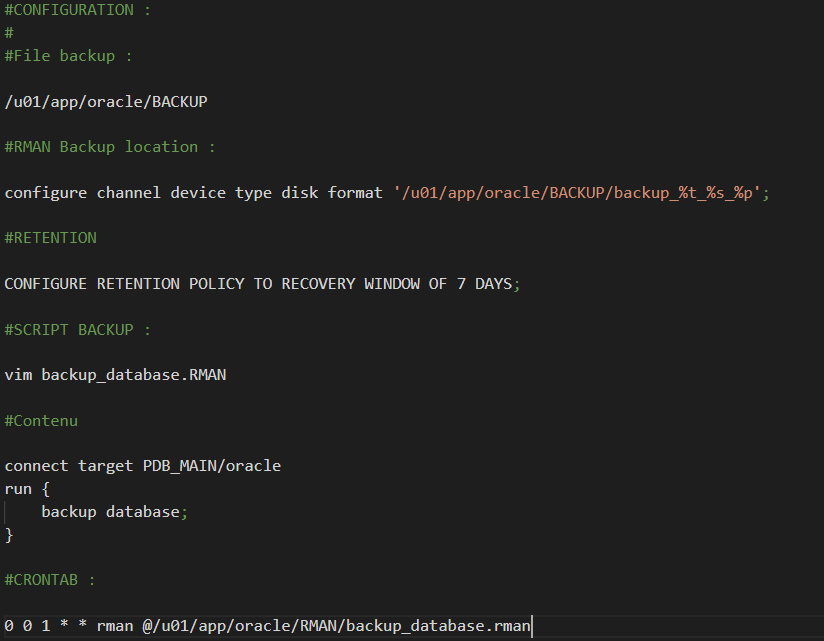 #CONFIGURATION :
#
#File backup :
/u01/app/oracle/BACKUP
#RMAN Backup location :
configure channel device type disk format '/u01/app/oracle/BACKUP/backup_%t_%s_%p';
#RETENTION
CONFIGURE RETENTION POLICY TO RECOVERY WINDOW OF 7 DAYS;
#SCRIPT BACKUP :
vim backup_database.RMAN
#Contenu
connect target PDB_MAIN/oracle
run {
    backup database;
}
#CRONTAB :
0 0 1 * * rman @/u01/app/oracle/RMAN/backup_database.rman